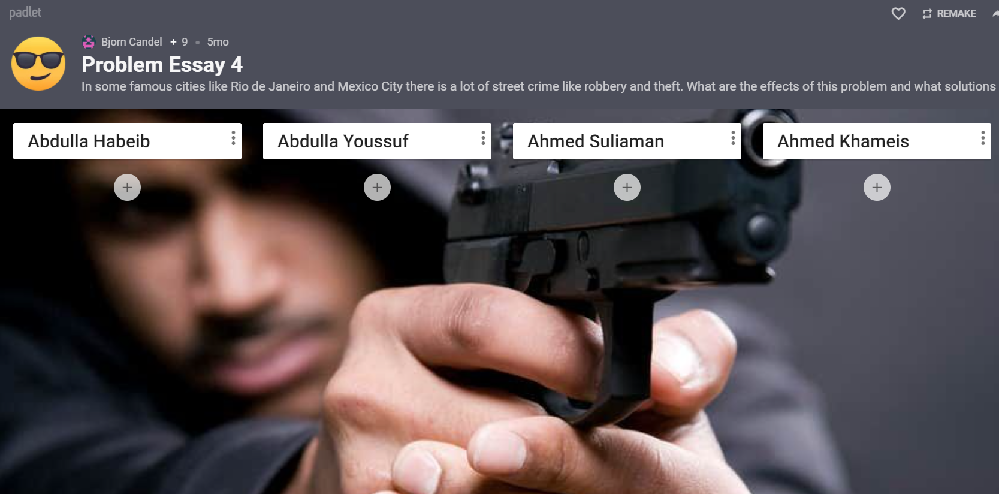 padlet
REMAKE
Bjorn Candel + 9 • 5mo
Problem Essay 4
In some famous cities like Rio de Janeiro and Mexico City there is a lot of street crime like robbery and theft. What are the effects of this problem and what solutions
Abdulla Habeib
Abdulla Youssuf
Ahmed Suliaman
Ahmed Khameis